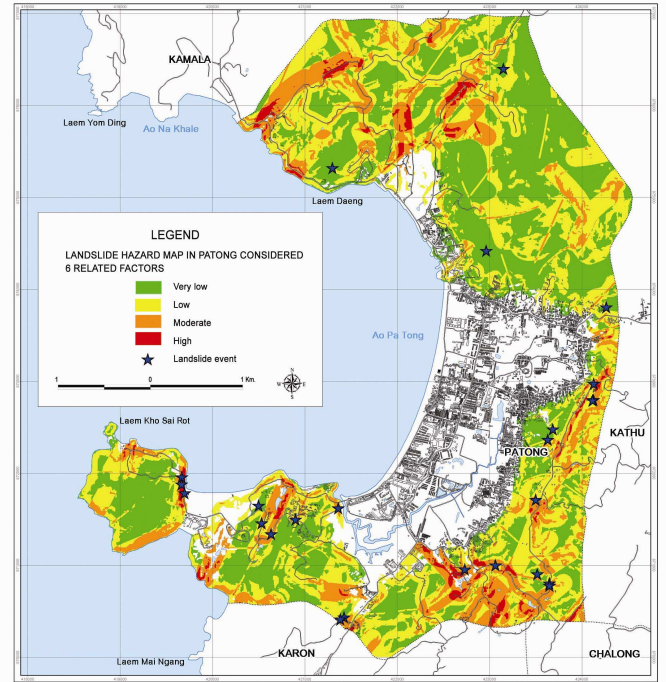 KAMALA
Laem Yom Ding
Ao Na Khale
Laem Daeng
LEGEND
LANDSLIDE HAZARD MAP IN PATONG CONSIDERED
6 RELATED FACTORS
Very low
Low
Moderate
High
Landslide event
1 0 1 Km.
N
W E
S
Ao Pa Tong
Laem Kho Sai Rot
KATHU
PATONG
KARON
CHALONG
Laem Mai Ngang